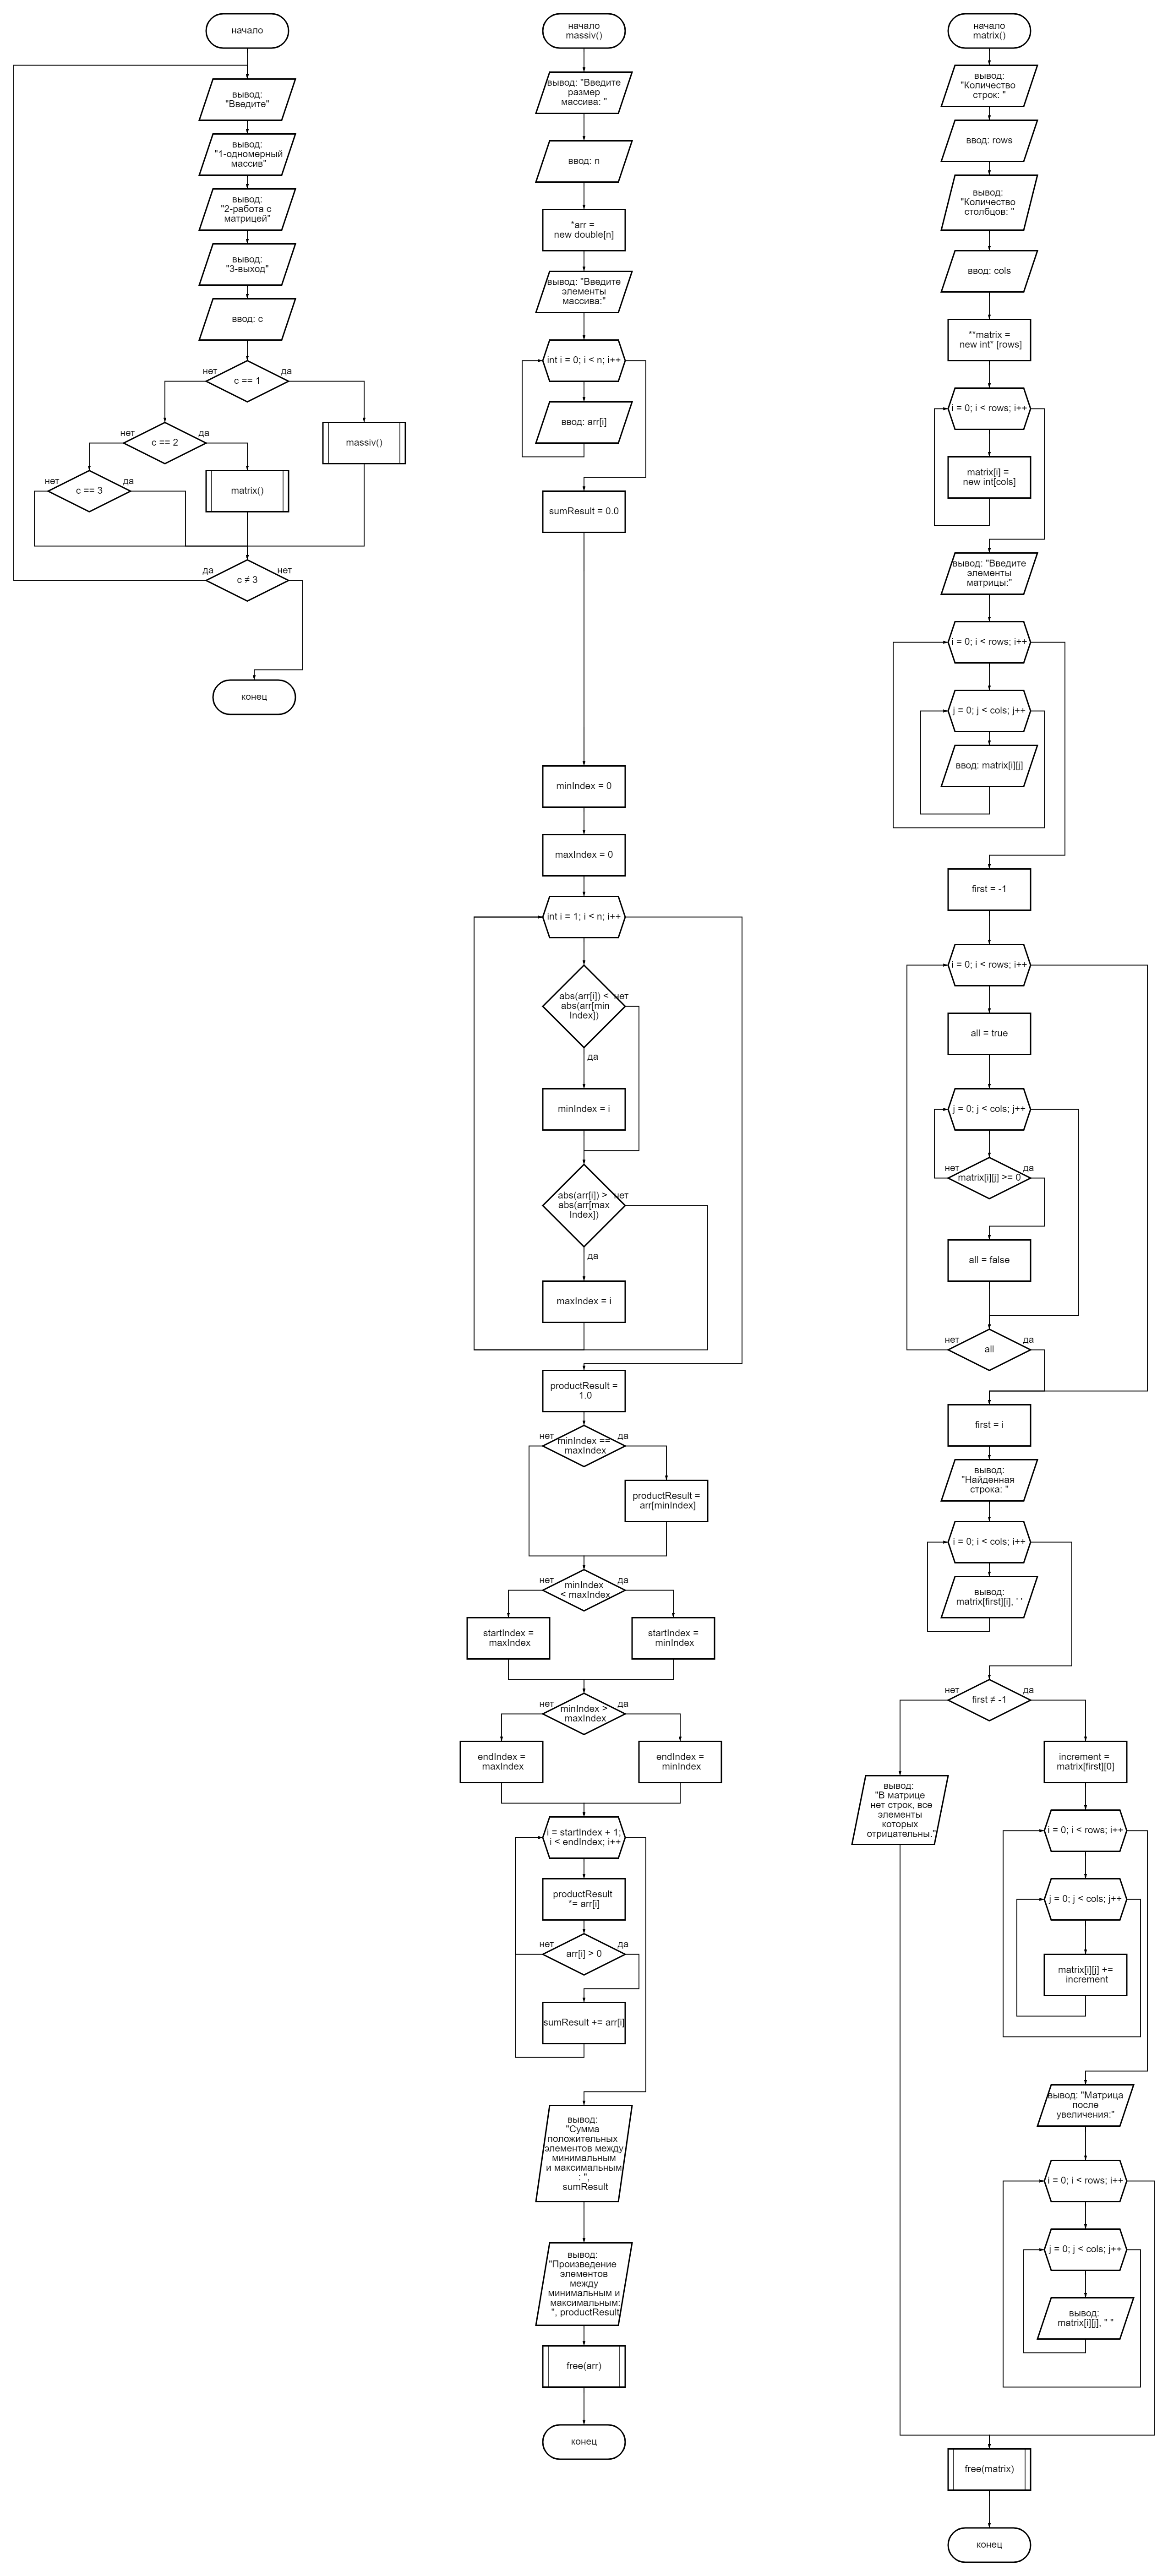 начало
вывод:
"Введите"
вывод:
"1-одномерный
массив"
вывод:
"2-работа с
матрицей"
вывод:
"3-выход"
ввод: c
нет
c == 1
да
нет
c == 2
да
massiv()
нет
c == 3
да
matrix()
да
c ≠ 3
нет
конец
начало
massiv()
вывод: "Введите
размер
массива: "
ввод: n
*arr =
new double[n]
вывод: "Введите
элементы
массива:"
int i = 0; i < n; i++
ввод: arr[i]
sumResult = 0.0
minIndex = 0
maxIndex = 0
int i = 1; i < n; i++
abs(arr[i]) <
abs(arr[min
Index])
нет
да
minIndex = i
abs(arr[i]) >
abs(arr[max
Index])
нет
да
maxIndex = i
productResult =
1.0
нет
minIndex ==
maxIndex
да
productResult =
arr[minIndex]
нет
minIndex
< maxIndex
да
startIndex =
maxIndex
startIndex =
minIndex
нет
minIndex >
maxIndex
да
endIndex =
maxIndex
endIndex =
minIndex
i = startIndex + 1;
i < endIndex; i++
productResult
*= arr[i]
нет
arr[i] > 0
да
sumResult += arr[i]
вывод:
"Сумма
положительных
элементов между
минимальным
и максимальным
: ",
sumResult
вывод:
"Произведение
элементов
между
минимальным и
максимальным:
", productResult
free(arr)
конец
начало
matrix()
вывод:
"Количество
строк: "
ввод: rows
вывод:
"Количество
столбцов: "
ввод: cols
**matrix =
new int* [rows]
i = 0; i < rows; i++
matrix[i] =
new int[cols]
вывод: "Введите
элементы
матрицы:"
i = 0; i < rows; i++
j = 0; j < cols; j++
ввод: matrix[i][j]
first = -1
i = 0; i < rows; i++
all = true
j = 0; j < cols; j++
нет
matrix[i][j] >= 0
да
all = false
нет
all
да
first = i
вывод:
"Найденная
строка: "
i = 0; i < cols; i++
вывод:
matrix[first][i], ' '
нет
first ≠ -1
да
вывод:
"В матрице
нет строк, все
элементы
которых
отрицательны."
increment =
matrix[first][0]
i = 0; i < rows; i++
j = 0; j < cols; j++
matrix[i][j] +=
increment
вывод: "Матрица
после
увеличения:"
i = 0; i < rows; i++
j = 0; j < cols; j++
вывод:
matrix[i][j], " "
free(matrix)
конец